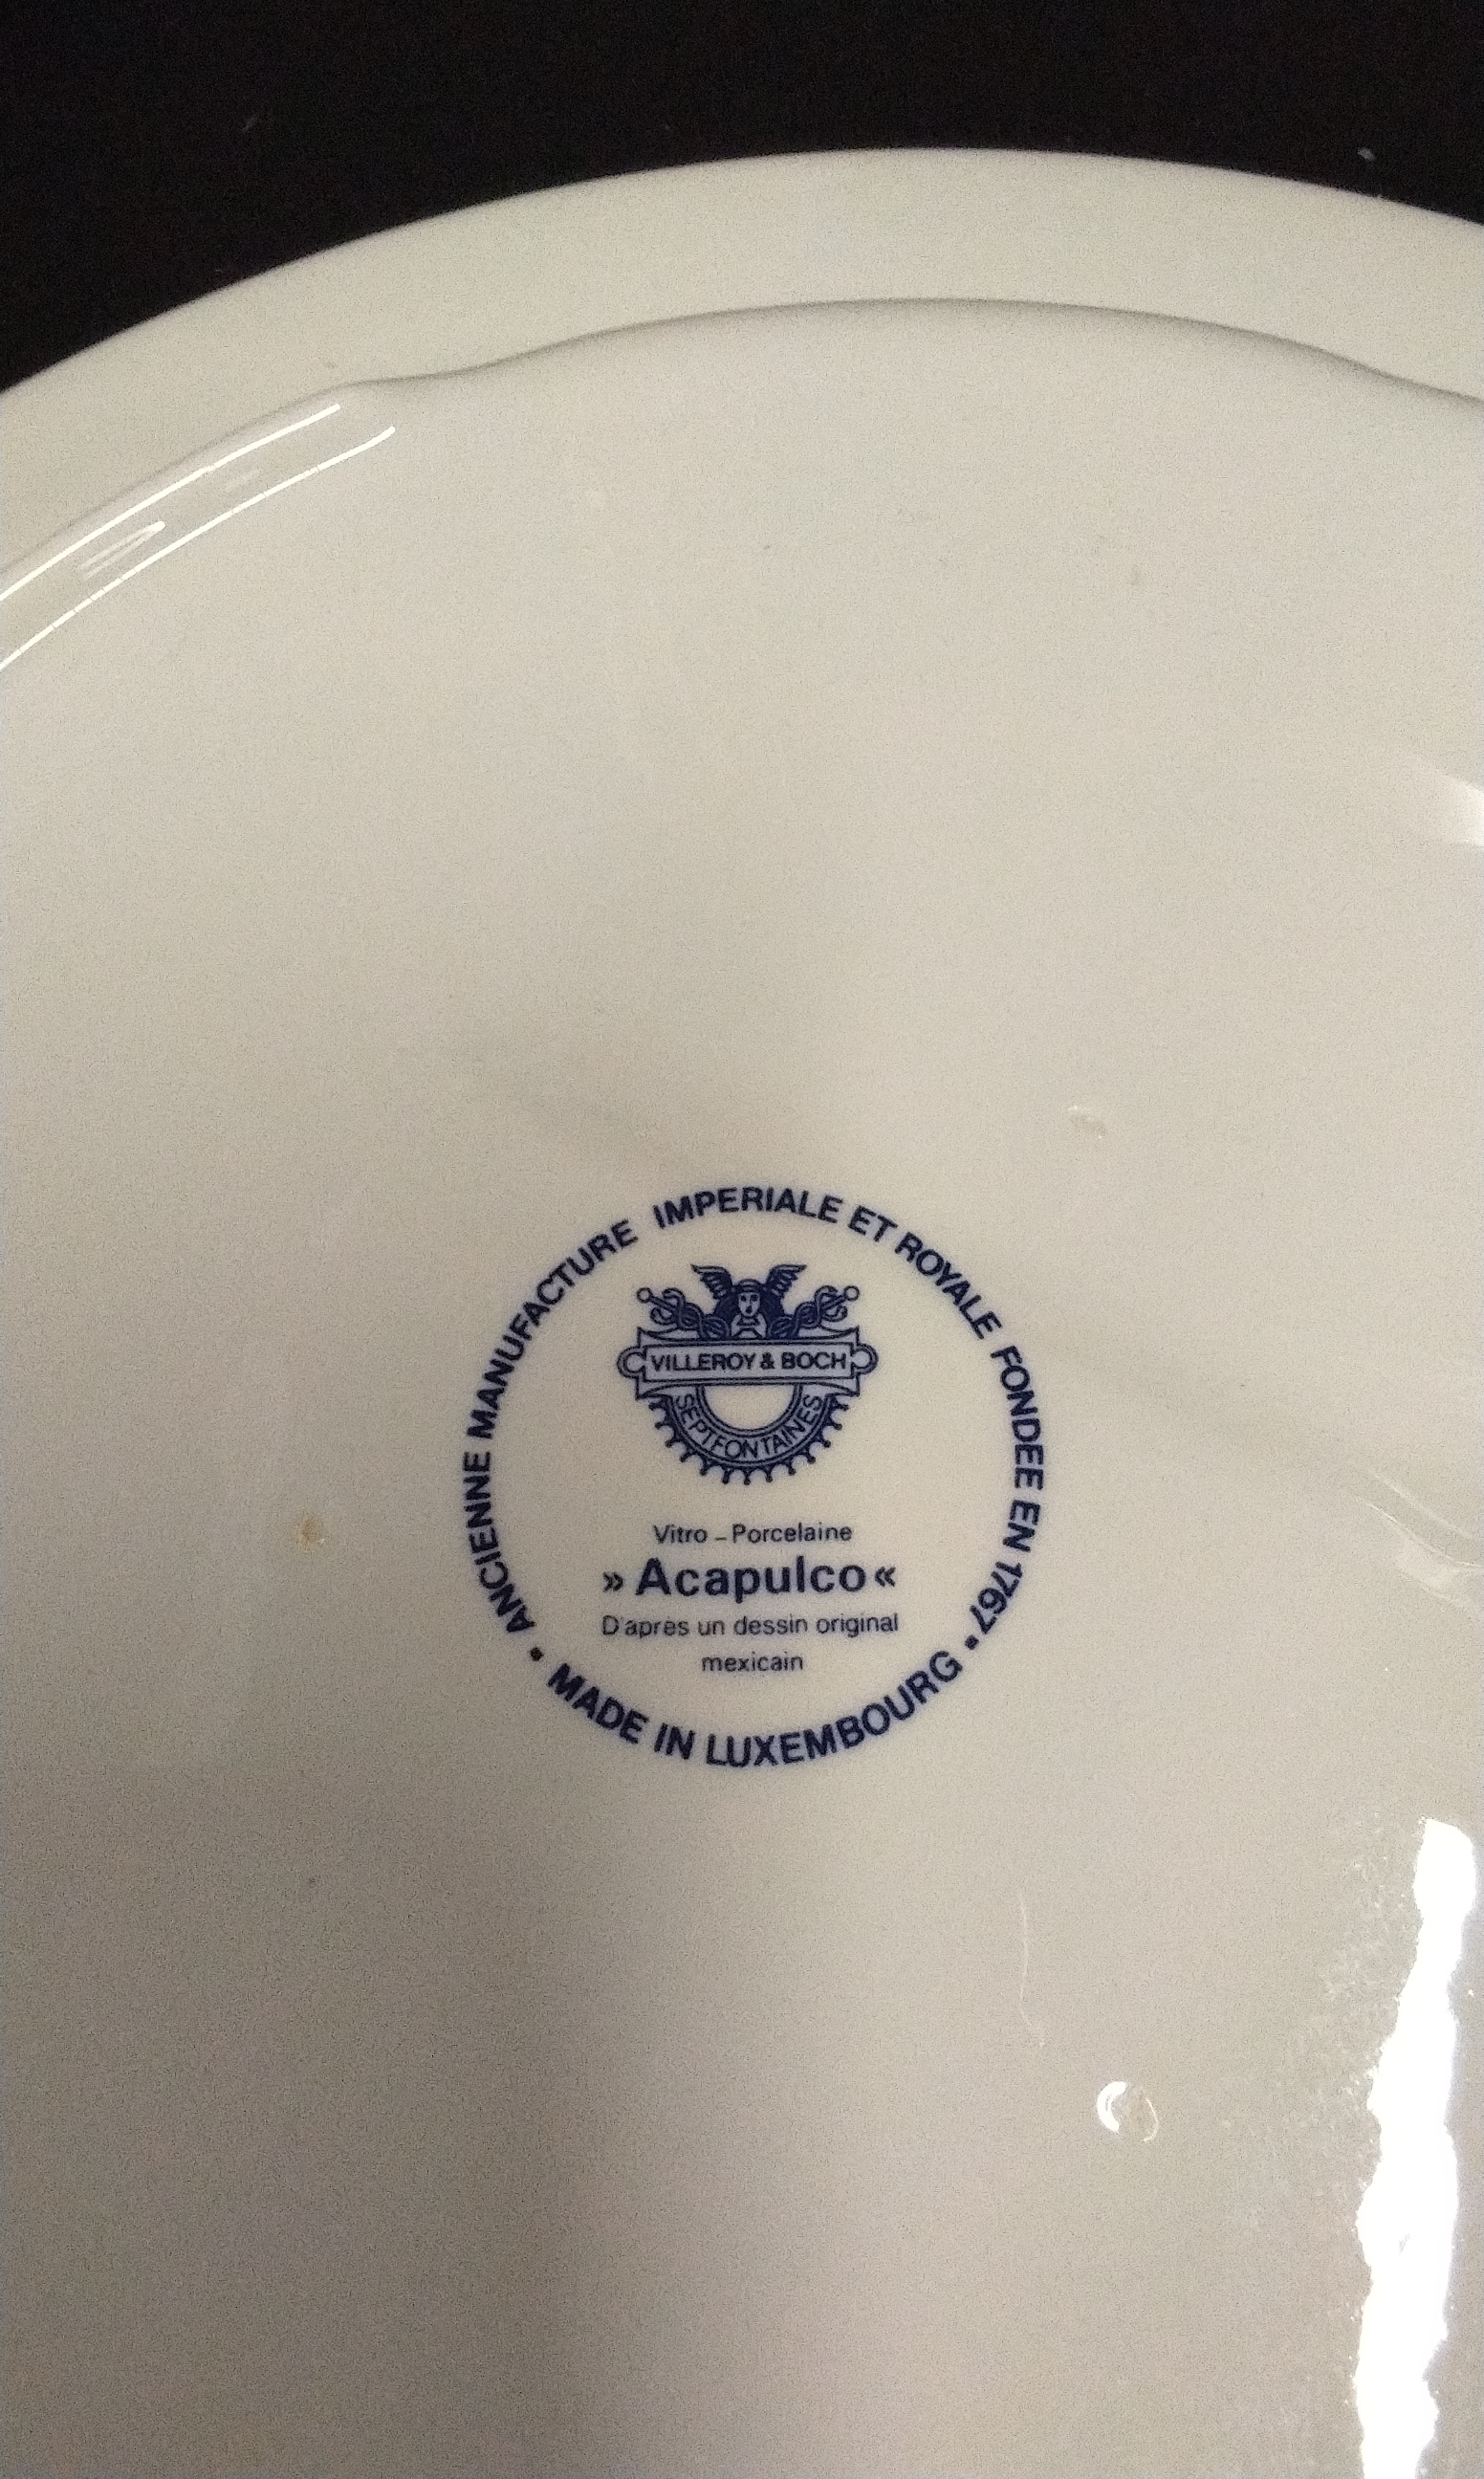 ANCIENNE MANUFACTURE IMPERIALE ET ROYALE FONDEE EN 1767
VILLEROY & BOCH
SEPTFONTAINES
Vitro - Porcelaine
» Acapulco «
D'après un dessin original
mexicain
• MADE IN LUXEMBOURG •